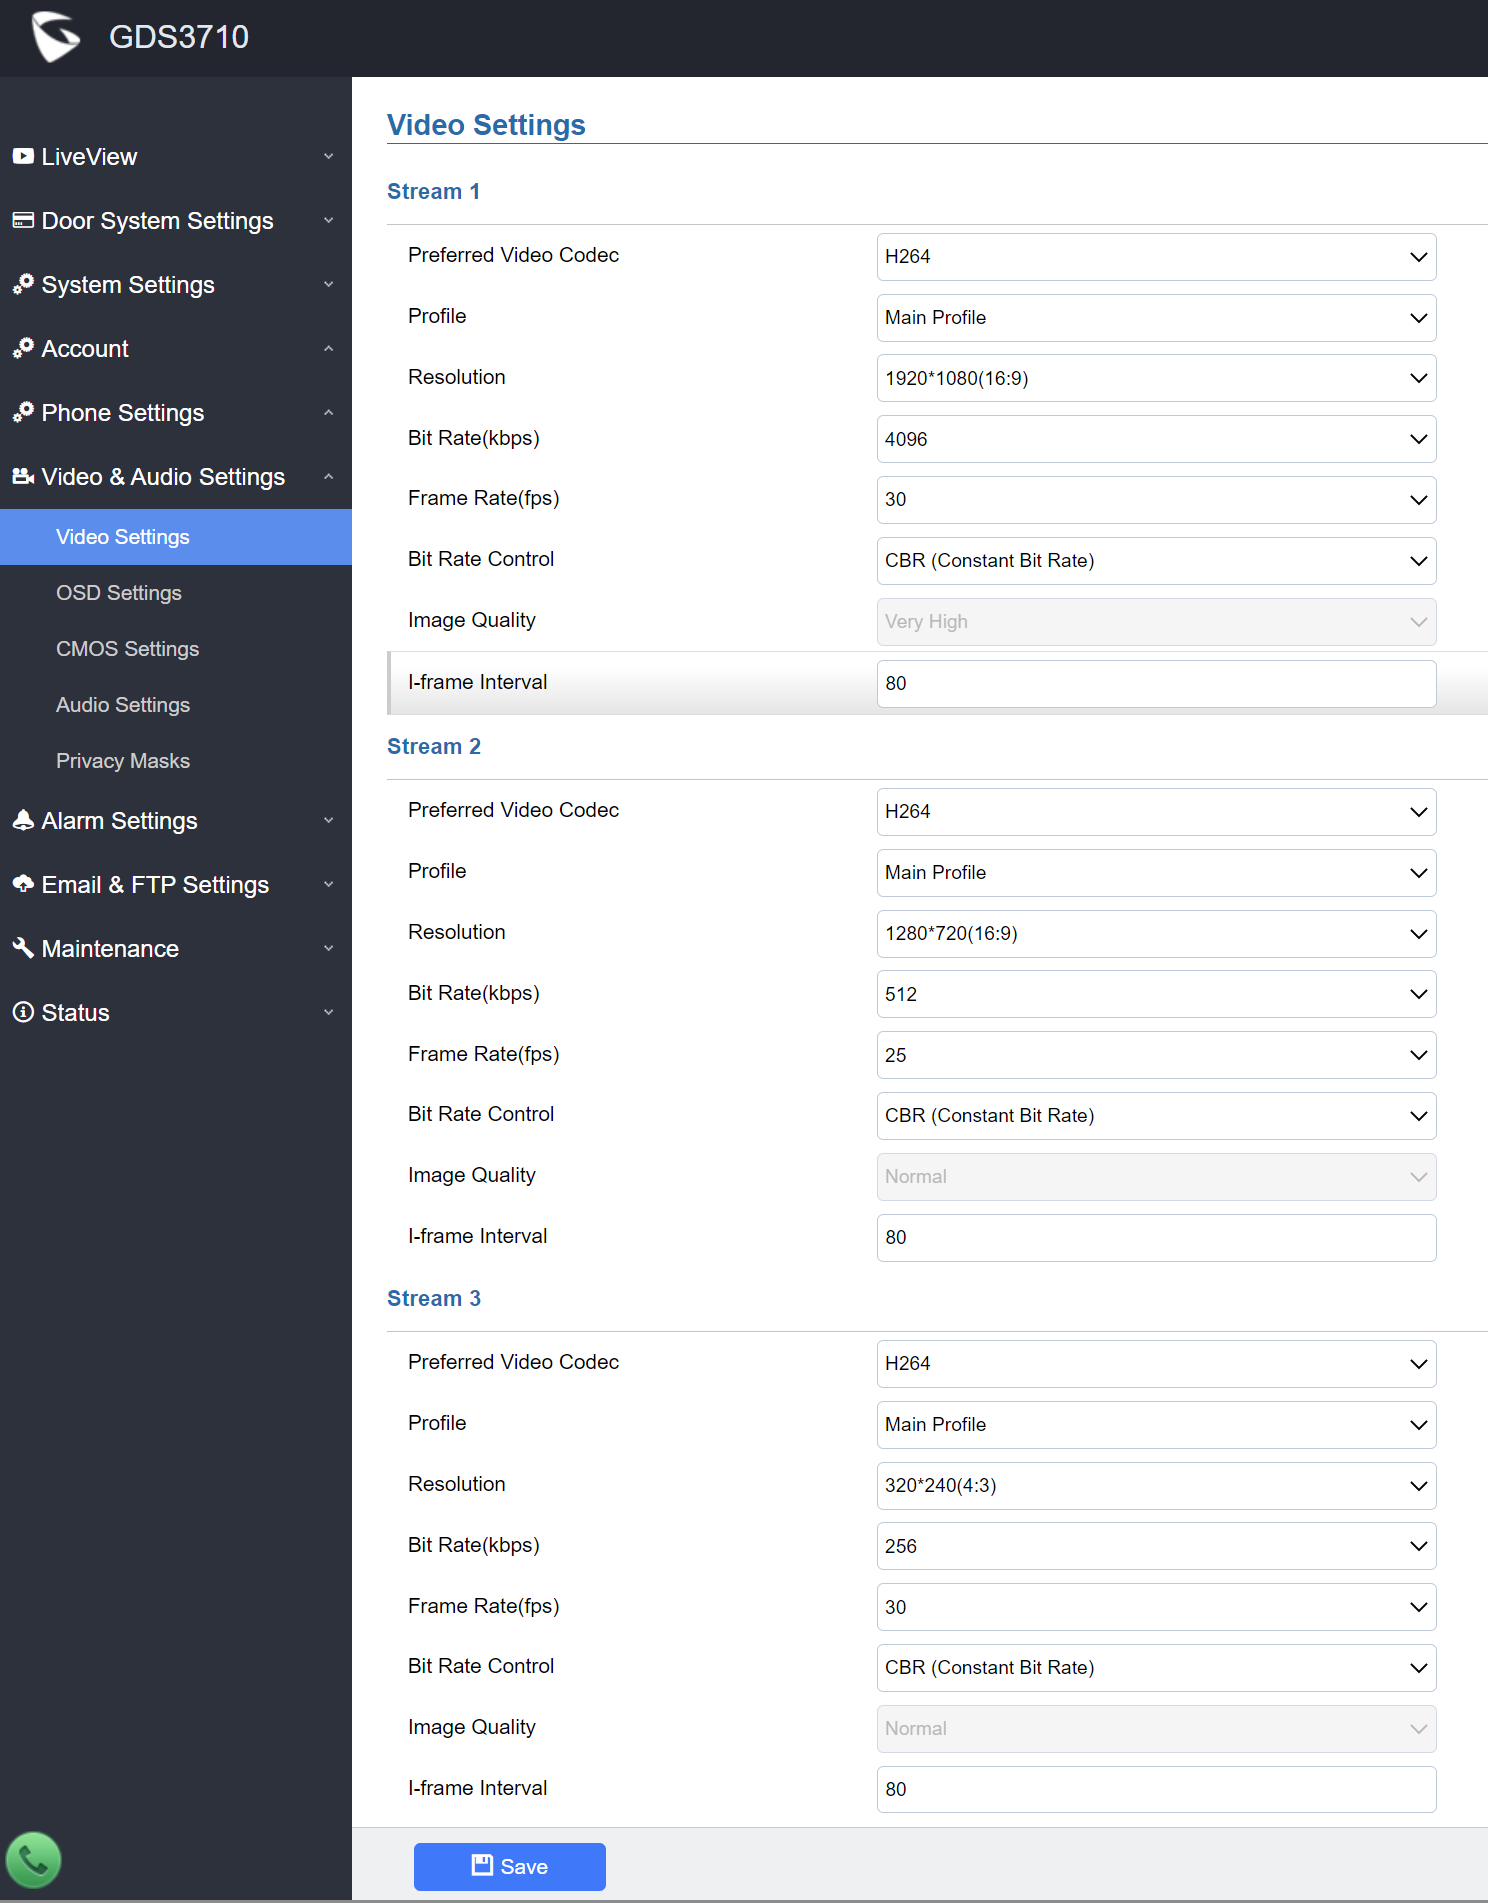 GDS3710
LiveView
Door System Settings
System Settings
Account
Phone Settings
Video & Audio Settings
Video Settings
OSD Settings
CMOS Settings
Audio Settings
Privacy Masks
Alarm Settings
Email & FTP Settings
Maintenance
Status
Video Settings
Stream 1
Preferred Video Codec H264
Profile Main Profile
Resolution 1920*1080(16:9)
Bit Rate(kbps) 4096
Frame Rate(fps) 30
Bit Rate Control CBR (Constant Bit Rate)
Image Quality Very High
I-frame Interval 80
Stream 2
Preferred Video Codec H264
Profile Main Profile
Resolution 1280*720(16:9)
Bit Rate(kbps) 512
Frame Rate(fps) 25
Bit Rate Control CBR (Constant Bit Rate)
Image Quality Normal
I-frame Interval 80
Stream 3
Preferred Video Codec H264
Profile Main Profile
Resolution 320*240(4:3)
Bit Rate(kbps) 256
Frame Rate(fps) 30
Bit Rate Control CBR (Constant Bit Rate)
Image Quality Normal
I-frame Interval 80
Save